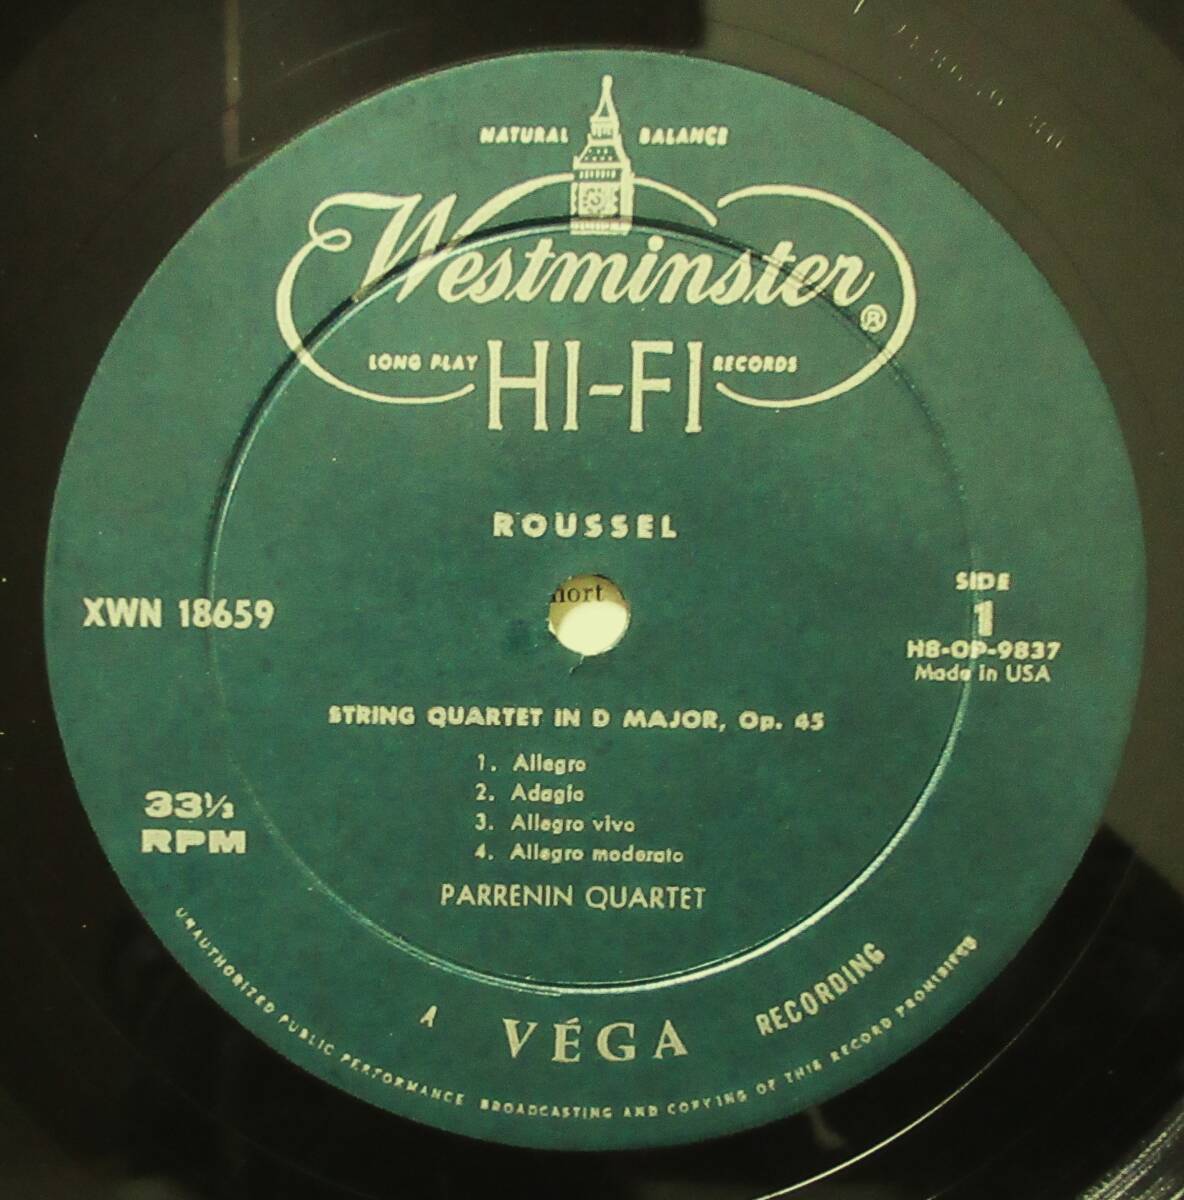 NATURAL BALANCE
Westminster®
LONG PLAY HI-FI RECORDS
ROUSSEL
XWN 18659
SIDE
1
H8-OP-9837
Made in USA
STRING QUARTET IN D MAJOR, Op. 45
1. Allegro
2. Adagio
3. Allegro vivo
4. Allegro moderato
PARRENIN QUARTET
33⅓
RPM
A VÉGA RECORDING
UNAUTHORIZED PUBLIC PERFORMANCE BROADCASTING AND COPYING OF THIS RECORD PROHIBITED